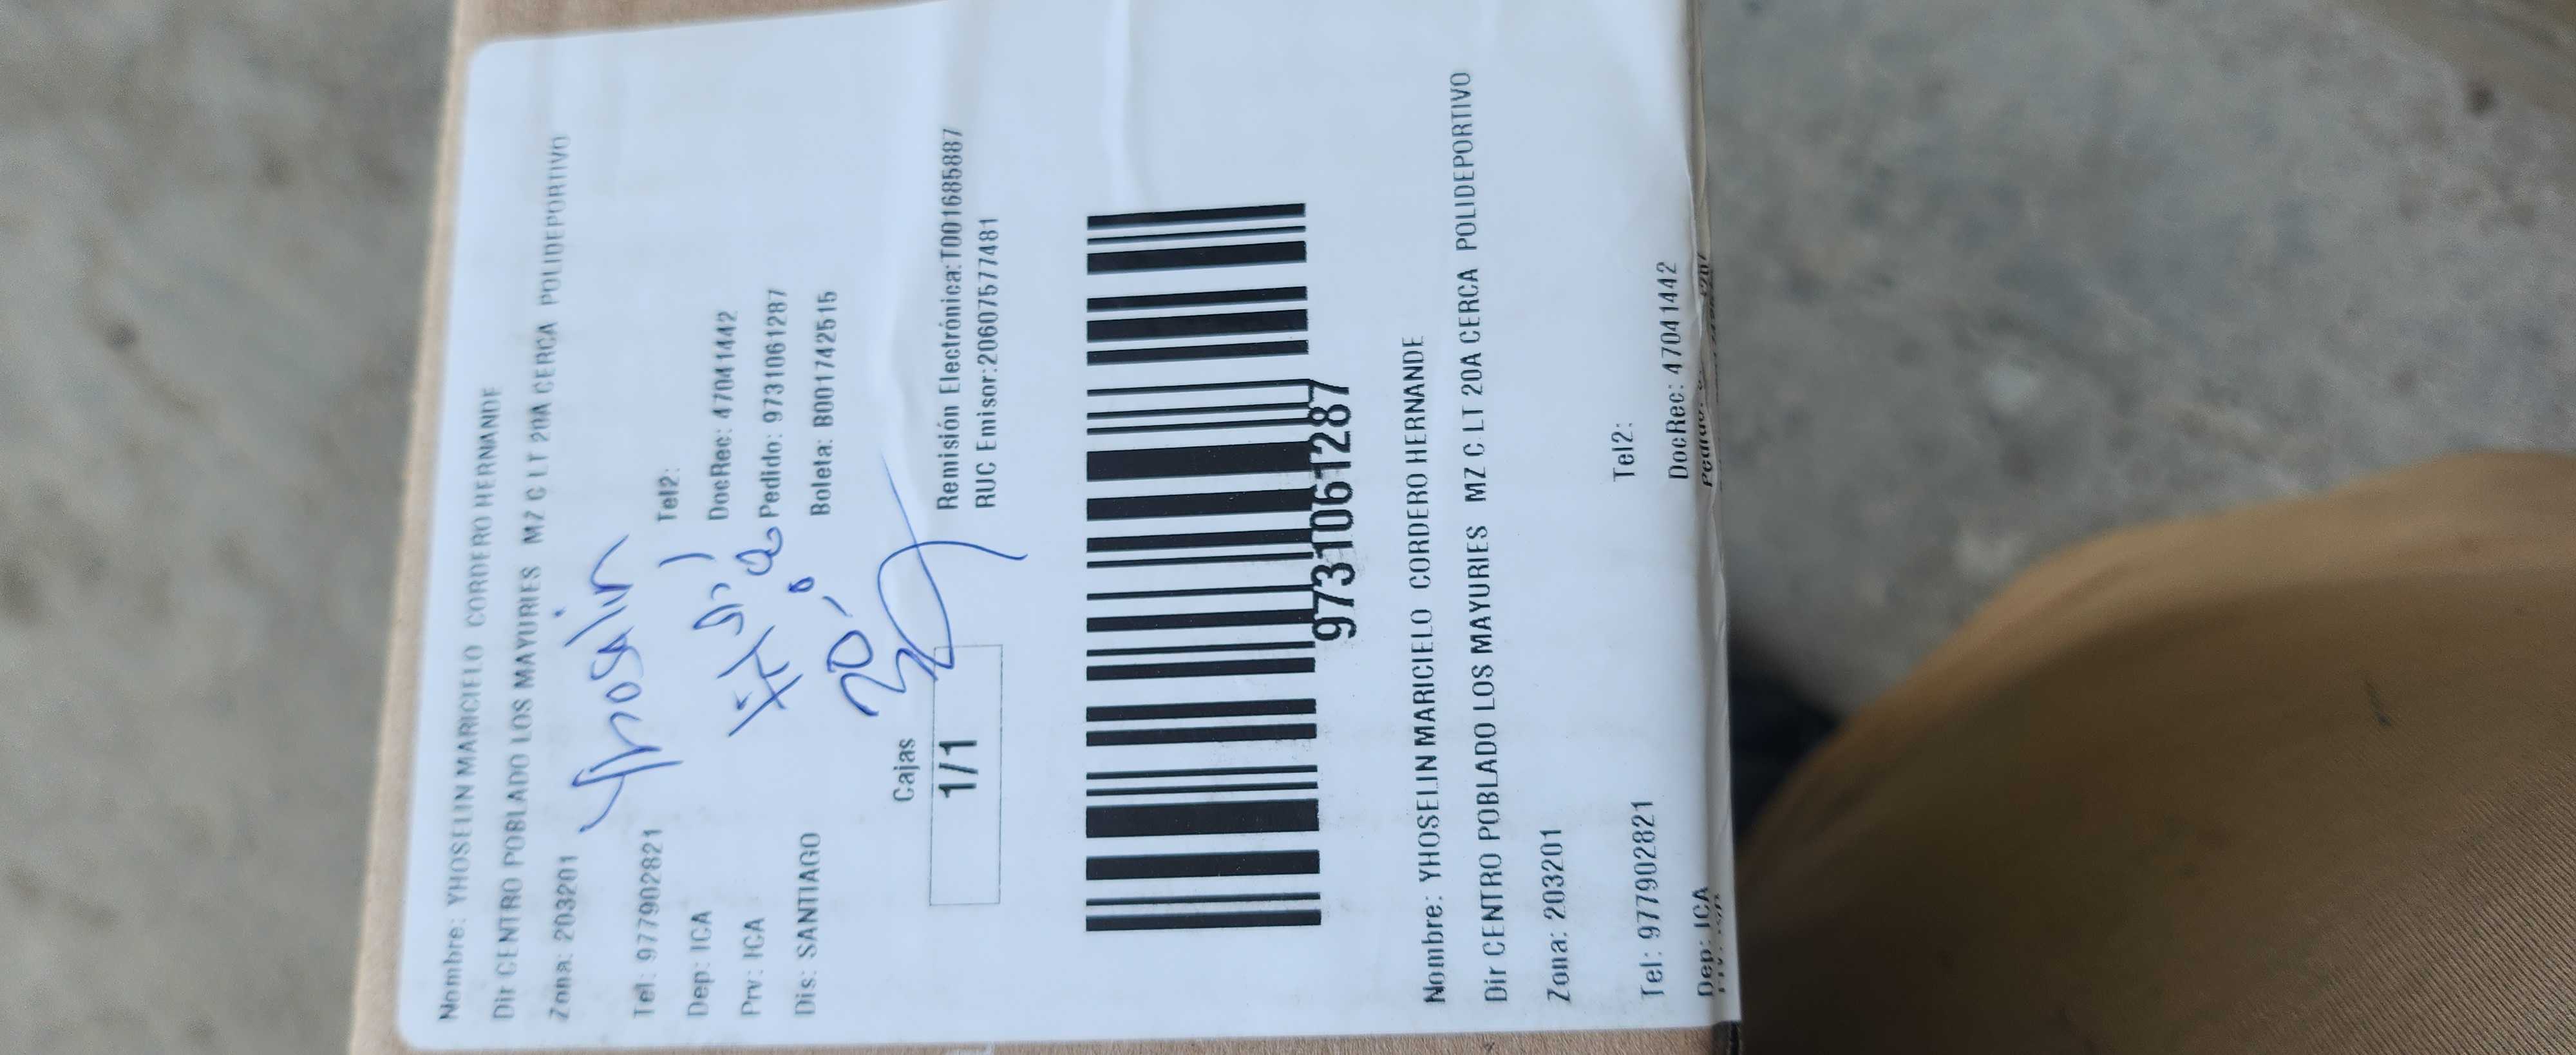 Nombre: YHOSELIN MARICIELO CORDERO HERNANDE
Dir CENTRO POBLADO LOS MAYURIES MZ C LT 20A CERCA POLIDEPORTIVO
Zona: 203201
Tel: 977902821 Tel2:
Dep: ICA DocRec: 47041442
Prv: ICA Pedido: 9731061287
Dis: SANTIAGO Boleta: B001742515
Cajas
1/1
Remisión Electrónica:T001685887
RUC Emisor:20607577481
9731061287
Nombre: YHOSELIN MARICIELO CORDERO HERNANDE
Dir CENTRO POBLADO LOS MAYURIES MZ C LT 20A CERCA POLIDEPORTIVO
Zona: 203201
Tel: 977902821 Tel2:
Dep: ICA DocRec: 47041442